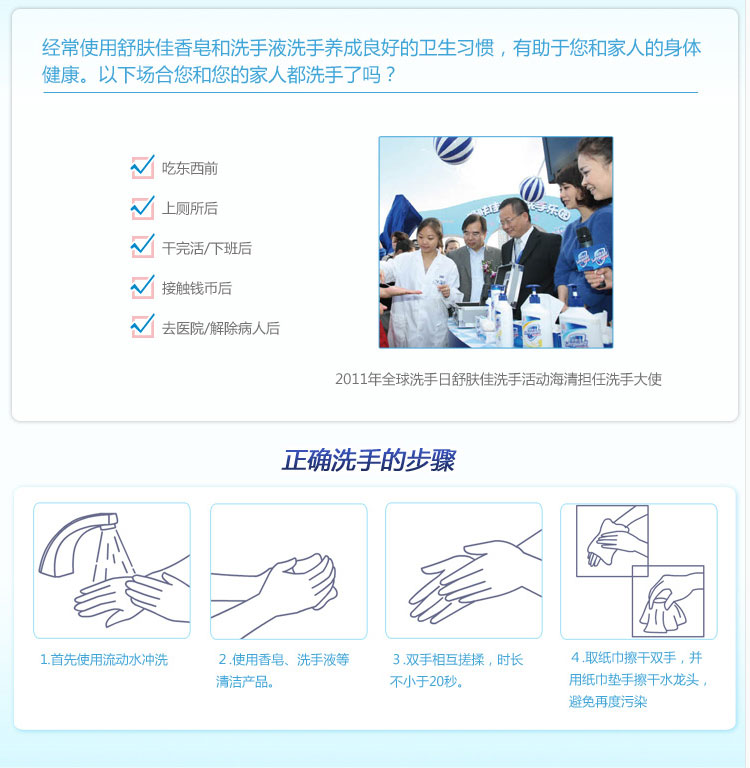 经常使用舒肤佳香皂和洗手液洗手养成良好的卫生习惯，有助于您和家人的身体
健康。以下场合您和您的家人都洗手了吗？
吃东西前
上厕所后
干完活/下班后
接触钱币后
去医院/解除病人后
2011年全球洗手日舒肤佳洗手活动海清担任洗手大使
正确洗手的步骤
1.首先使用流动水冲洗
２.使用香皂、洗手液等
清洁产品。
３.双手相互搓揉，时长
不小于20秒。
４.取纸巾擦干双手，并
用纸巾垫手擦干水龙头，
避免再度污染